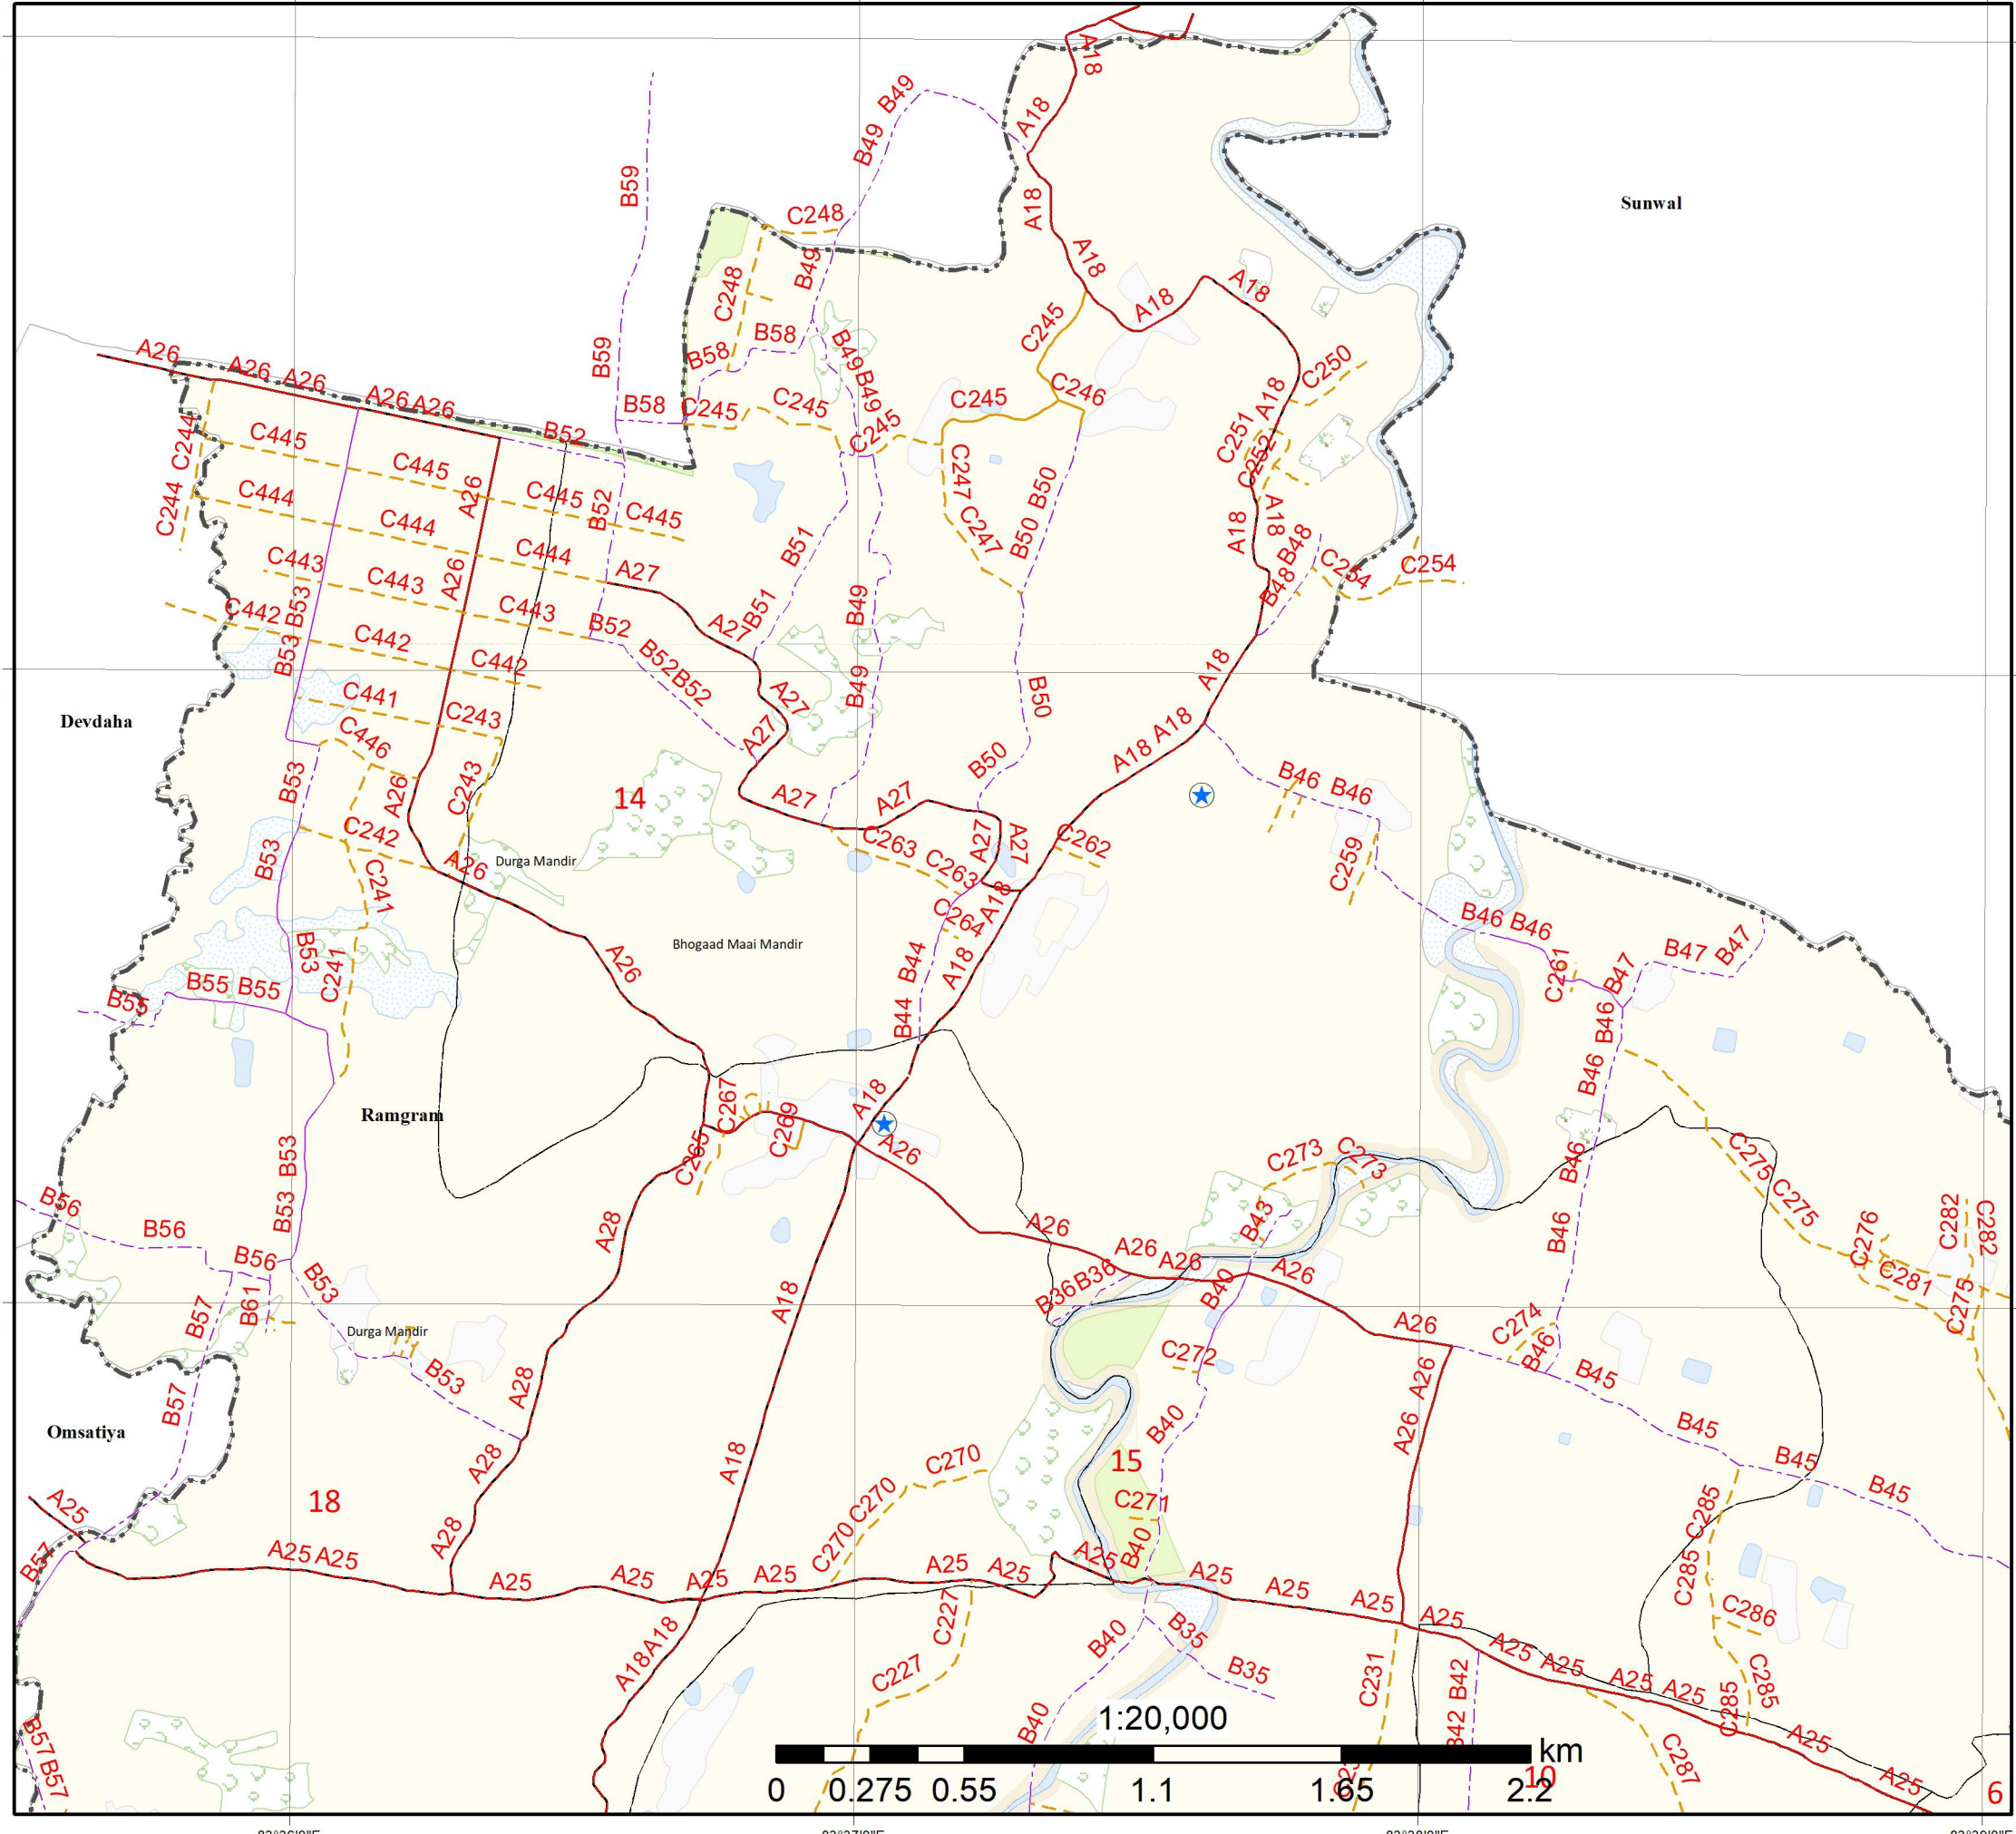 A18
B49
A18
B49
B59
A18
Sunwal
C248
A18
B49
C248
A18
A18
C245
B58
B59
B58
B49
A26
A26 A26
A26 A26
C250
C246
B49
A18
B58
C245
C245
C245
C245
B52
C244
C445
C445
C251
C252
C247
B50
A26
C445
B52
C445
C244
C444
C444
C444
C247
B50
A18
A18
B51
B48
C254
C254
C443
C443
A26
A27
B48
C443
C442
B53
B49
B51
A27
B52
C442
B53
C442
B52
B52
B49
A18
B50
C441
C243
A27
A27
A18
A18
Devdaha
C446
B53
A26
C243
B50
B46
B46
14
A27
A27
C242
C263
A27
A27
C262
B53
C241
A26
Durga Mandir
C263
C259
A18
C264
B46 B46
B47
B47
Bhogaad Maai Mandir
B53
C241
A26
B44
A18
C261
B47
B55 B55
B55
B44
B46
B46
C267
A18
C269
Ramgram
B53
C265
A26
C273
C273
B46
C275
C275
B56
B53
B56
A28
A26
B43
B46
C276
C282
C282
B56
A26
A26
A26
B40
C281
B53
B61
B57
A18
B36
B36
C275
Durga Mandir
A26
C274
B46
C272
B53
A28
A26
B45
B57
B40
A26
B45
Omsatiya
A18
A28
B45
15
C270
B45
18
C270
C271
C285
A25
A28
C270
B40
A25
B57
A25 A25
A25
A25
A25
A25
A25
A25
A25
A25
A25
A25
C285
C227
C286
B40
B35
A18
A18
C227
B35
A25
A25
A25
A25
C231
B42
C285
C285
B57
B57
B40
1:20,000
B42
A25
C287
A25
km
0 0.275 0.55 1.1 1.65 2.2
10
6